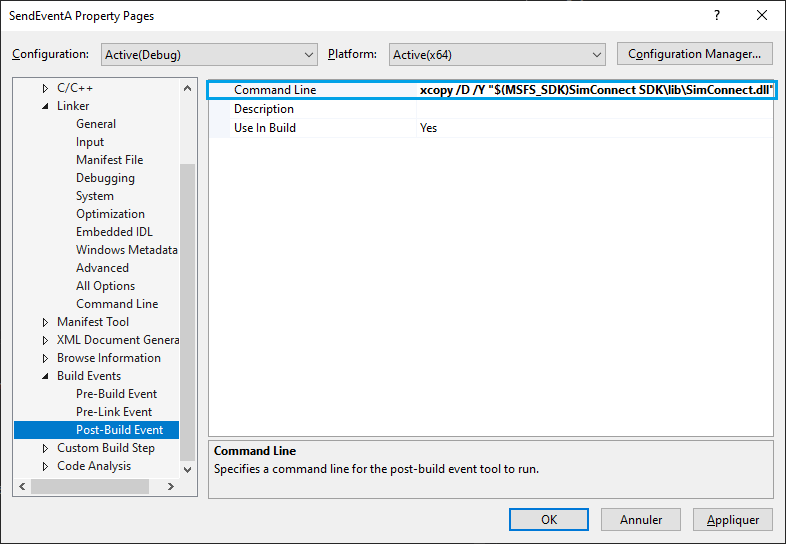 SendEventA Property Pages
Configuration: Active(Debug) Platform: Active(x64) Configuration Manager...
C/C++
Linker
General
Input
Manifest File
Debugging
System
Optimization
Embedded IDL
Windows Metadata
Advanced
All Options
Command Line
Manifest Tool
XML Document Genera
Browse Information
Build Events
Pre-Build Event
Pre-Link Event
Post-Build Event
Custom Build Step
Code Analysis
Command Line xcopy /D /Y "$(MSFS_SDK)SimConnect SDK\lib\SimConnect.dll"
Description
Use In Build Yes
Command Line
Specifies a command line for the post-build event tool to run.
OK Annuler Appliquer